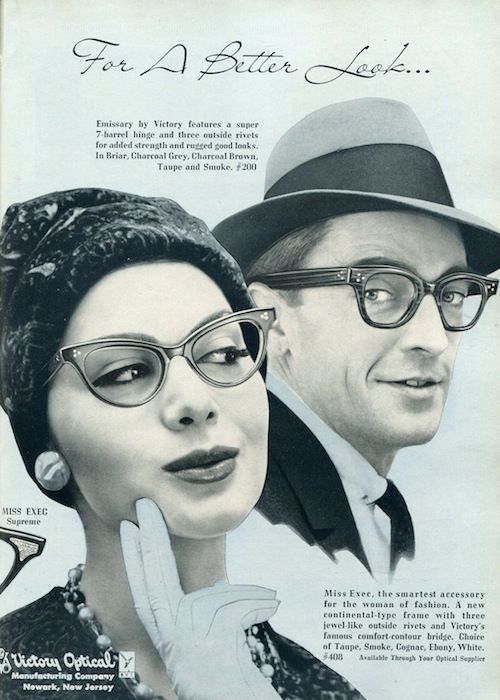 For A Better Look...
Emissary by Victory features a super
7-barrel hinge and three outside rivets
for added strength and rugged good looks.
In Briar, Charcoal Grey, Charcoal Brown,
Taupe and Smoke. #200
MISS EXEC
Supreme
Miss Exec, the smartest accessory
for the woman of fashion. A new
continental-type frame with three
jewel-like outside rivets and Victory's
famous comfort-contour bridge. Choice
of Taupe, Smoke, Cognac, Ebony, White.
#408 Available Through Your Optical Supplier
Victory Optical
Manufacturing Company
Newark, New Jersey